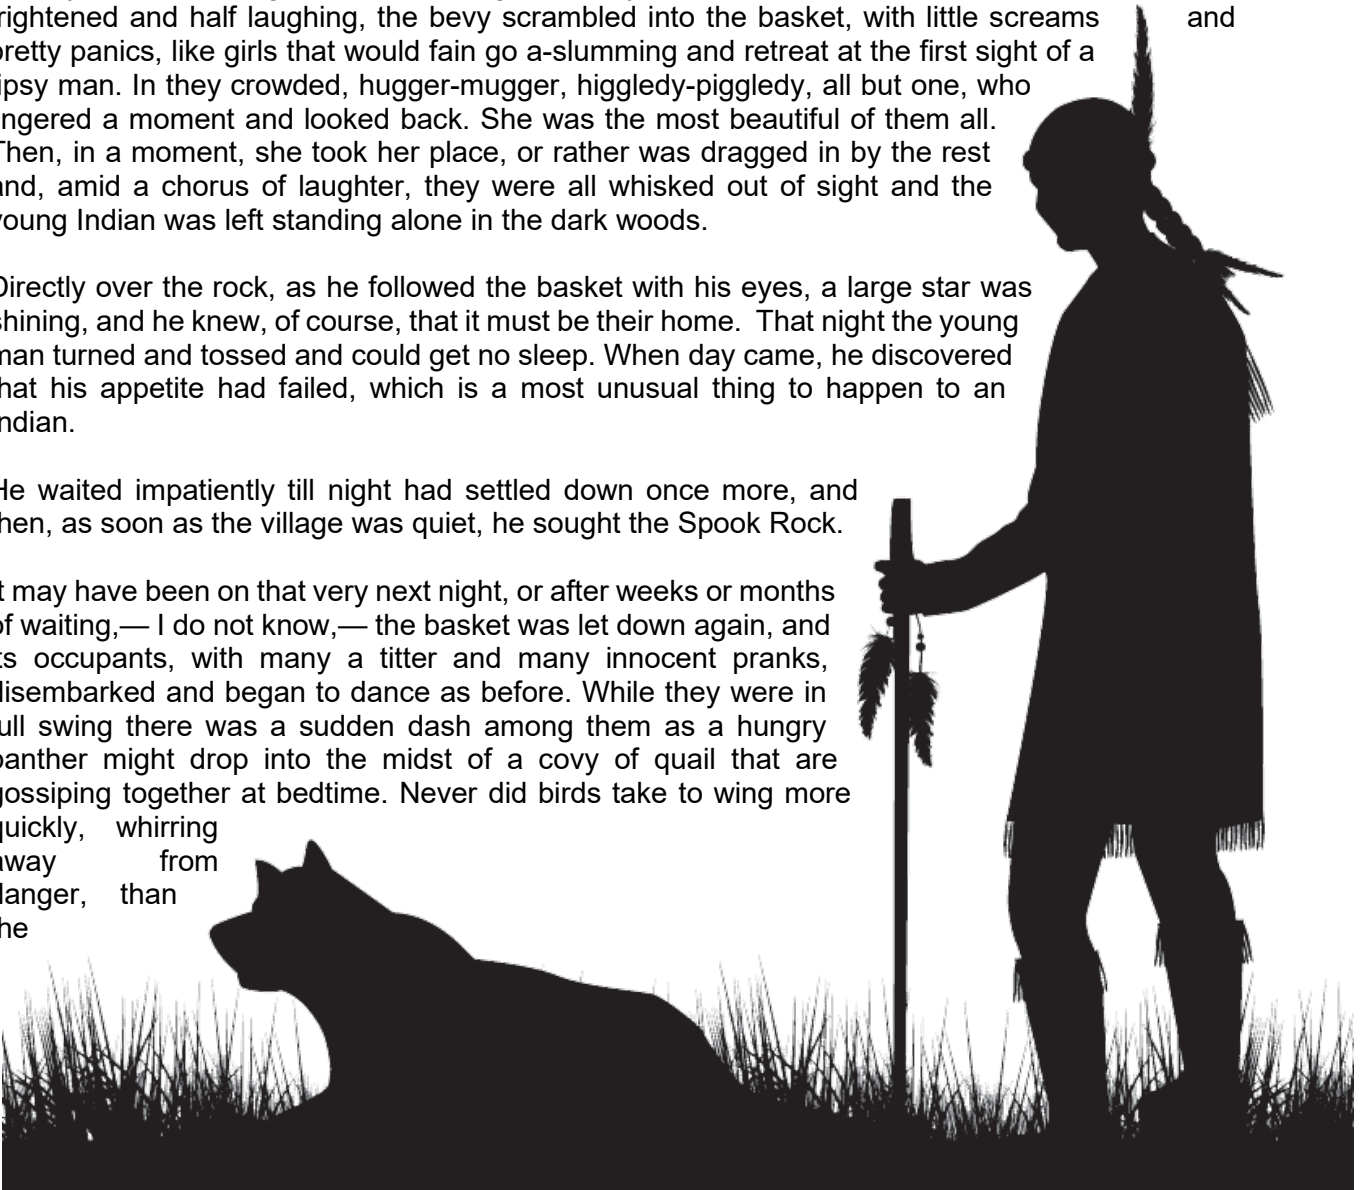 frightened and half laughing, the bevy scrambled into the basket, with little screams and
pretty panics, like girls that would fain go a-slumming and retreat at the first sight of a
tipsy man. In they crowded, hugger-mugger, higgledy-piggledy, all but one, who
lingered a moment and looked back. She was the most beautiful of them all.
Then, in a moment, she took her place, or rather was dragged in by the rest
and, amid a chorus of laughter, they were all whisked out of sight and the
young Indian was left standing alone in the dark woods.
Directly over the rock, as he followed the basket with his eyes, a large star was
shining, and he knew, of course, that it must be their home. That night the young
man turned and tossed and could get no sleep. When day came, he discovered
that his appetite had failed, which is a most unusual thing to happen to an
Indian.
He waited impatiently till night had settled down once more, and
then, as soon as the village was quiet, he sought the Spook Rock.
It may have been on that very next night, or after weeks or months
of waiting,— I do not know,— the basket was let down again, and
its occupants, with many a titter and many innocent pranks,
disembarked and began to dance as before. While they were in
full swing there was a sudden dash among them as a hungry
panther might drop into the midst of a covy of quail that are
gossiping together at bedtime. Never did birds take to wing more
quickly, whirring
away from
danger, than
the